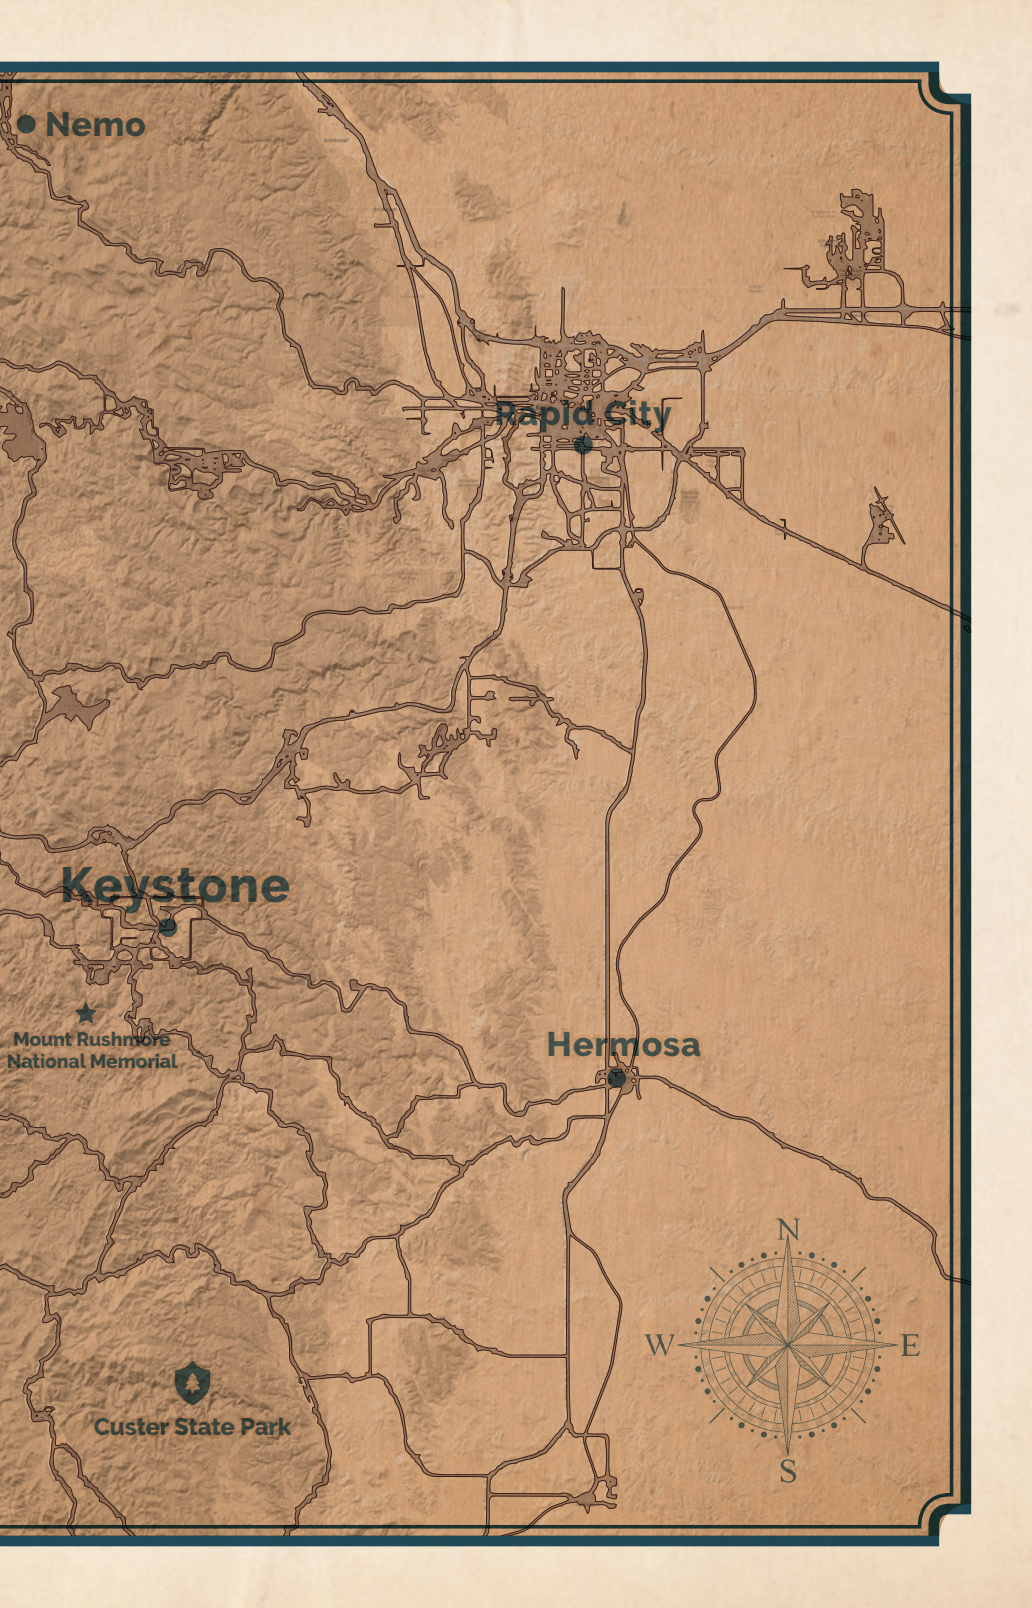 Nemo
Rapid City
Keystone
Mount Rushmore
National Memorial
Hermosa
N
W
E
S
Custer State Park